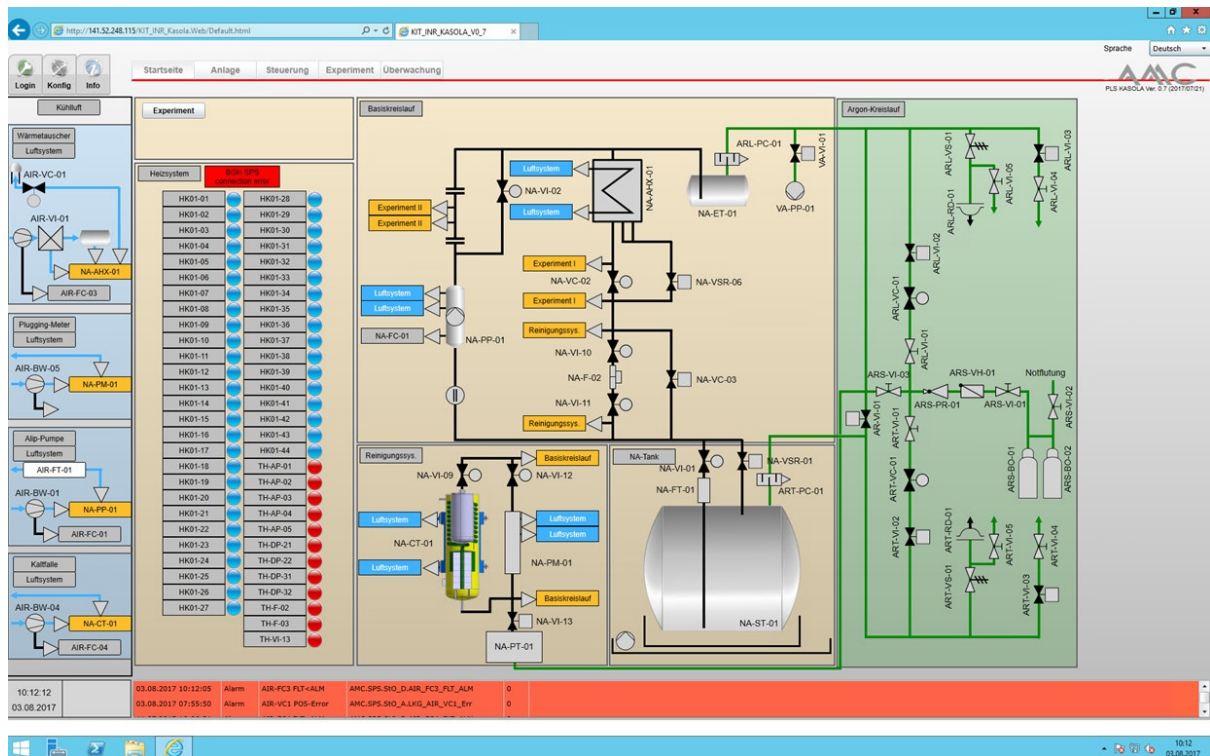 http://141.52.248.115/KIT_INR_Kasola.Web/Default.html
KIT_INR_KASOLA_V0_7
Sprache
Deutsch
Login
Konfig
Info
Startseite
Anlage
Steuerung
Experiment
Überwachung
AMC
PLS KASOLA Ver. 0.7 (2017/07/21)
Kühlluft
Wärmetauscher
Luftsystem
AIR-VC-01
AIR-VI-01
NA-AHX-01
AIR-FC-03
Plugging-Meter
Luftsystem
AIR-BW-05
NA-PM-01
Alip-Pumpe
Luftsystem
AIR-FT-01
AIR-BW-01
NA-PP-01
AIR-FC-01
Kaltfalle
Luftsystem
AIR-BW-04
NA-CT-01
AIR-FC-04
Experiment
Heizsystem
BGH SPS
connection error
HK01-01
HK01-02
HK01-03
HK01-04
HK01-05
HK01-06
HK01-07
HK01-08
HK01-09
HK01-10
HK01-11
HK01-12
HK01-13
HK01-14
HK01-15
HK01-16
HK01-17
HK01-18
HK01-19
HK01-20
HK01-21
HK01-22
HK01-23
HK01-24
HK01-25
HK01-26
HK01-27
HK01-28
HK01-29
HK01-30
HK01-31
HK01-32
HK01-33
HK01-34
HK01-35
HK01-36
HK01-37
HK01-38
HK01-39
HK01-40
HK01-41
HK01-42
HK01-43
HK01-44
TH-AP-01
TH-AP-02
TH-AP-03
TH-AP-04
TH-AP-05
TH-DP-21
TH-DP-22
TH-DP-31
TH-DP-32
TH-F-02
TH-F-03
TH-VI-13
Basiskreislauf
Luftsystem
NA-VI-02
Experiment II
Experiment II
Luftsystem
NA-AHX-01
ARL-PC-01
NA-ET-01
VA-VI-01
VA-PP-01
Experiment I
NA-VC-02
NA-VSR-06
Luftsystem
Luftsystem
Experiment I
NA-FC-01
NA-PP-01
Reinigungssys.
NA-VI-10
NA-F-02
NA-VC-03
NA-VI-11
Reinigungssys.
Reinigungssys.
Basiskreislauf
NA-VI-09
NA-VI-12
Luftsystem
Luftsystem
Luftsystem
NA-CT-01
NA-PM-01
Luftsystem
Basiskreislauf
NA-VI-13
NA-PT-01
NA-Tank
NA-VI-01
NA-VSR-01
NA-FT-01
ART-PC-01
NA-ST-01
Argon-Kreislauf
ARL-VS-01
ARL-VI-05
ARL-RD-01
ARL-VI-03
ARL-VI-04
ARL-VI-02
ARL-VC-01
ARL-VI-01
ARS-VI-03
ARS-VH-01
Notflutung
ARS-PR-01
ARS-VI-01
ARS-VI-02
AR-VI-01
ART-VI-01
ART-VC-01
ARS-BO-01
ARS-BO-02
ART-VI-02
ART-RD-01
ART-VI-05
ART-VI-04
ART-VS-01
ART-VI-03
10:12:12
03.08.2017
03.08.2017 10:12:05 Alarm AIR-FC3 FLT<ALM AMC.SPS.StO_D.AIR_FC3_FLT_ALM 0
03.08.2017 07:55:50 Alarm AIR-VC1 POS-Error AMC.SPS.StO_A.LKG_AIR_VC1_Err 0
10:12
03.08.2017